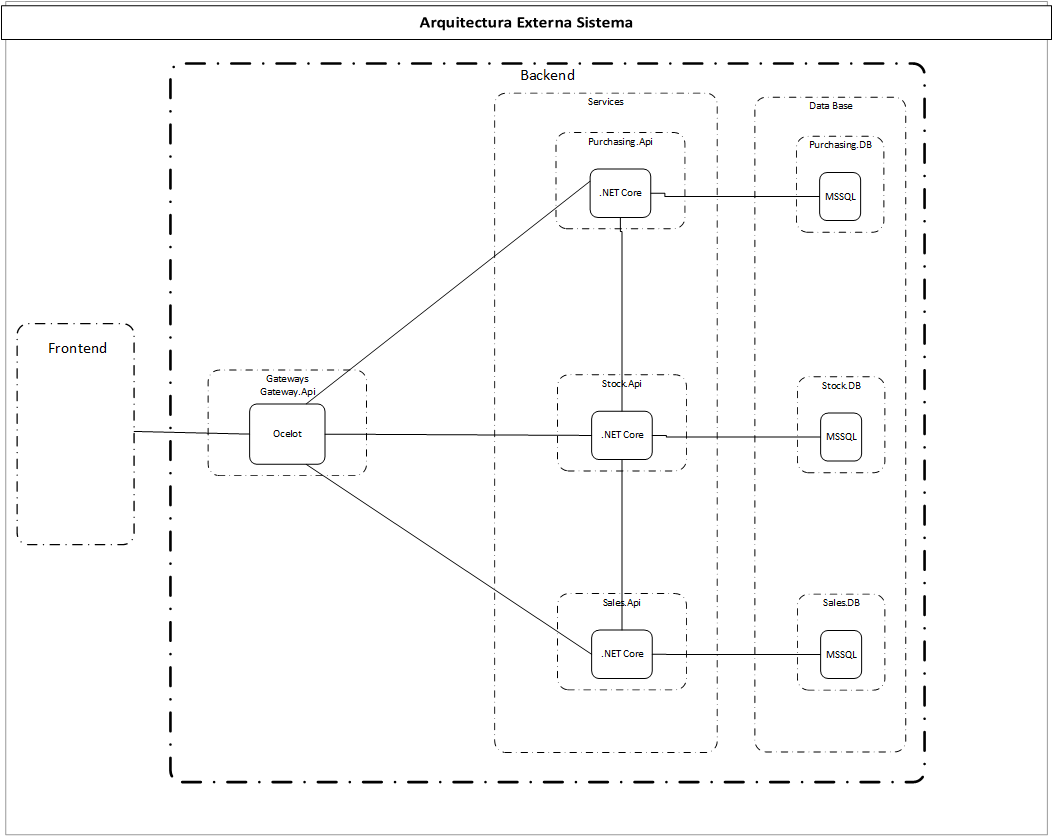 Arquitectura Externa Sistema
Backend
Services
Data Base
Purchasing.Api
.NET Core
Purchasing.DB
MSSQL
Frontend
Gateways
Gateway.Api
Ocelot
Stock.Api
.NET Core
Stock.DB
MSSQL
Sales.Api
.NET Core
Sales.DB
MSSQL